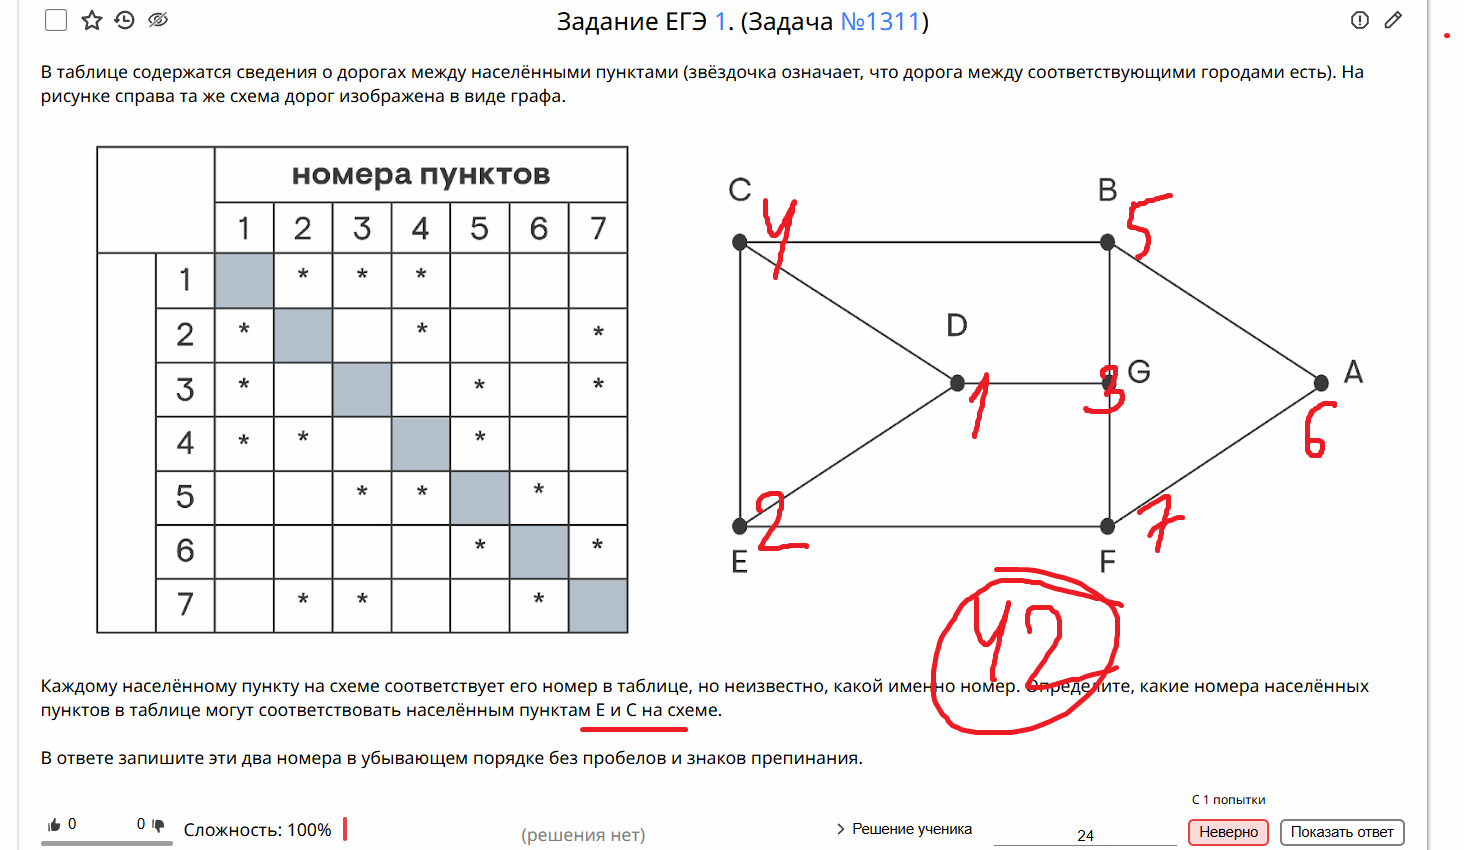 Задание ЕГЭ 1. (Задача №1311)
В таблице содержатся сведения о дорогах между населёнными пунктами (звёздочка означает, что дорога между соответствующими городами есть). На
рисунке справа та же схема дорог изображена в виде графа.
номера пунктов
1 2 3 4 5 6 7
1 * * *
2 * * *
3 * * *
4 * * *
5 * * *
6 * *
7 * * *
C 4 B 5
D 1 G 3 A 6
E 2 F 7
42
Каждому населённому пункту на схеме соответствует его номер в таблице, но неизвестно, какой именно номер. Определите, какие номера населённых
пунктов в таблице могут соответствовать населённым пунктам E и C на схеме.
В ответе запишите эти два номера в убывающем порядке без пробелов и знаков препинания.
С 1 попытки
0 0 Сложность: 100% (решения нет) Решение ученика 24 Неверно Показать ответ